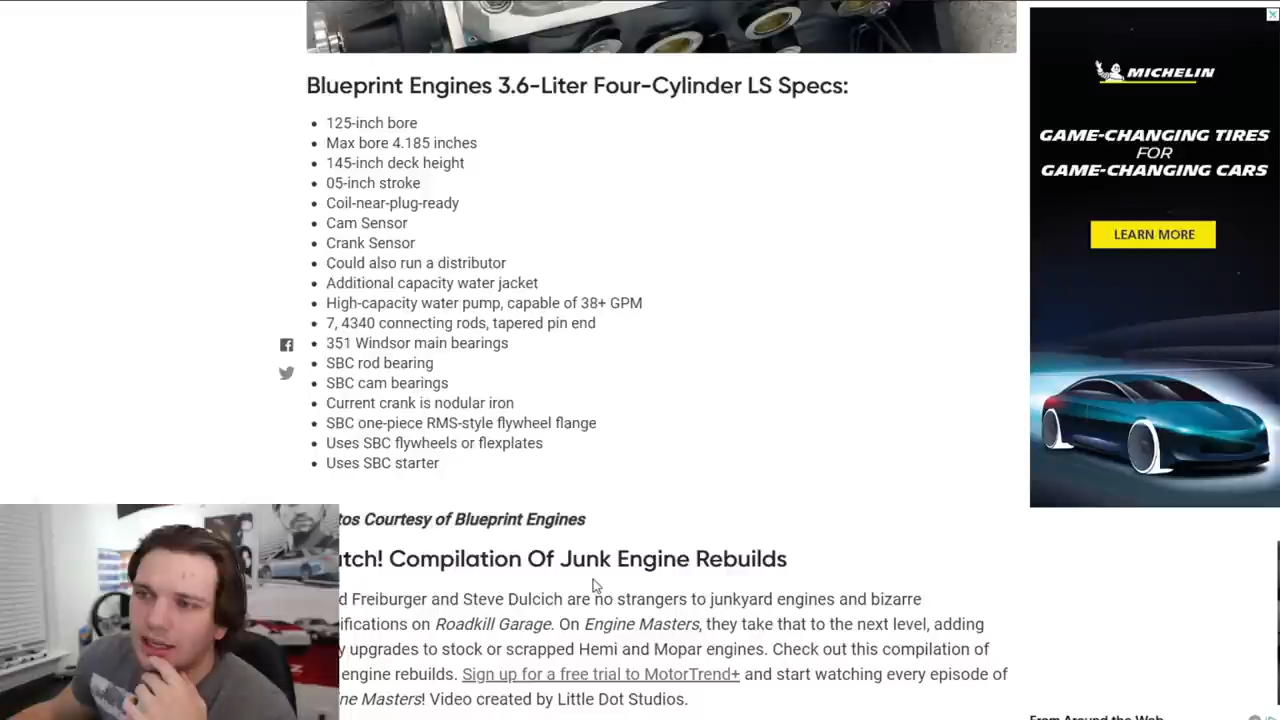 Blueprint Engines 3.6-Liter Four-Cylinder LS Specs:
125-inch bore
Max bore 4.185 inches
145-inch deck height
05-inch stroke
Coil-near-plug-ready
Cam Sensor
Crank Sensor
Could also run a distributor
Additional capacity water jacket
High-capacity water pump, capable of 38+ GPM
7, 4340 connecting rods, tapered pin end
351 Windsor main bearings
SBC rod bearing
SBC cam bearings
Current crank is nodular iron
SBC one-piece RMS-style flywheel flange
Uses SBC flywheels or flexplates
Uses SBC starter
tos Courtesy of Blueprint Engines
tch! Compilation Of Junk Engine Rebuilds
d Freiburger and Steve Dulcich are no strangers to junkyard engines and bizarre
ifications on Roadkill Garage. On Engine Masters, they take that to the next level, adding
y upgrades to stock or scrapped Hemi and Mopar engines. Check out this compilation of
engine rebuilds. Sign up for a free trial to MotorTrend+ and start watching every episode of
ne Masters! Video created by Little Dot Studios.
MICHELIN
GAME-CHANGING TIRES
FOR
GAME-CHANGING CARS
LEARN MORE
From Around the Web